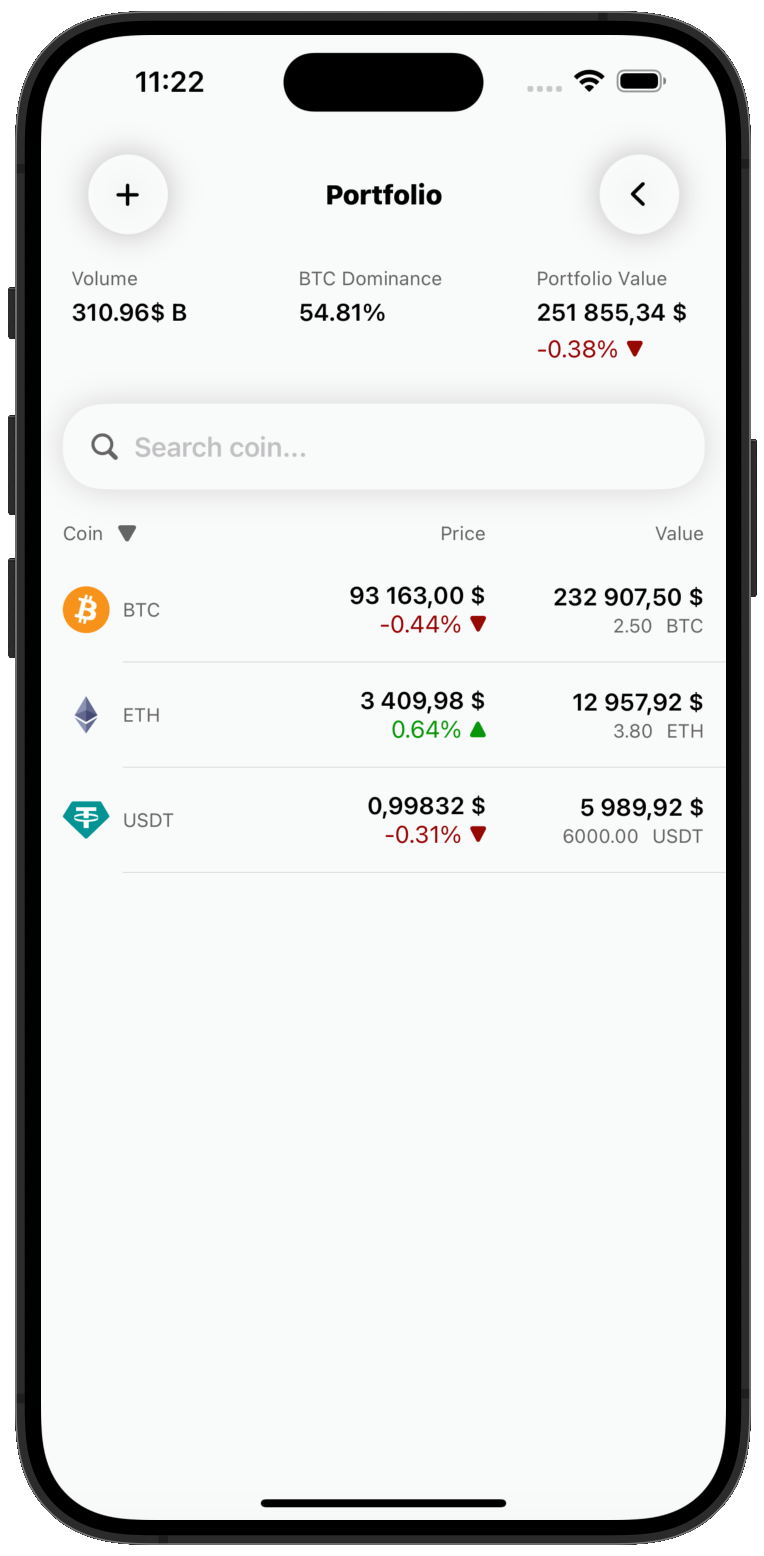 11:22
Portfolio
Volume BTC Dominance Portfolio Value
310.96$ B 54.81% 251 855,34 $
-0.38%
Search coin...
Coin Price Value
BTC 93 163,00 $ 232 907,50 $
-0.44% 2.50 BTC
ETH 3 409,98 $ 12 957,92 $
0.64% 3.80 ETH
USDT 0,99832 $ 5 989,92 $
-0.31% 6000.00 USDT